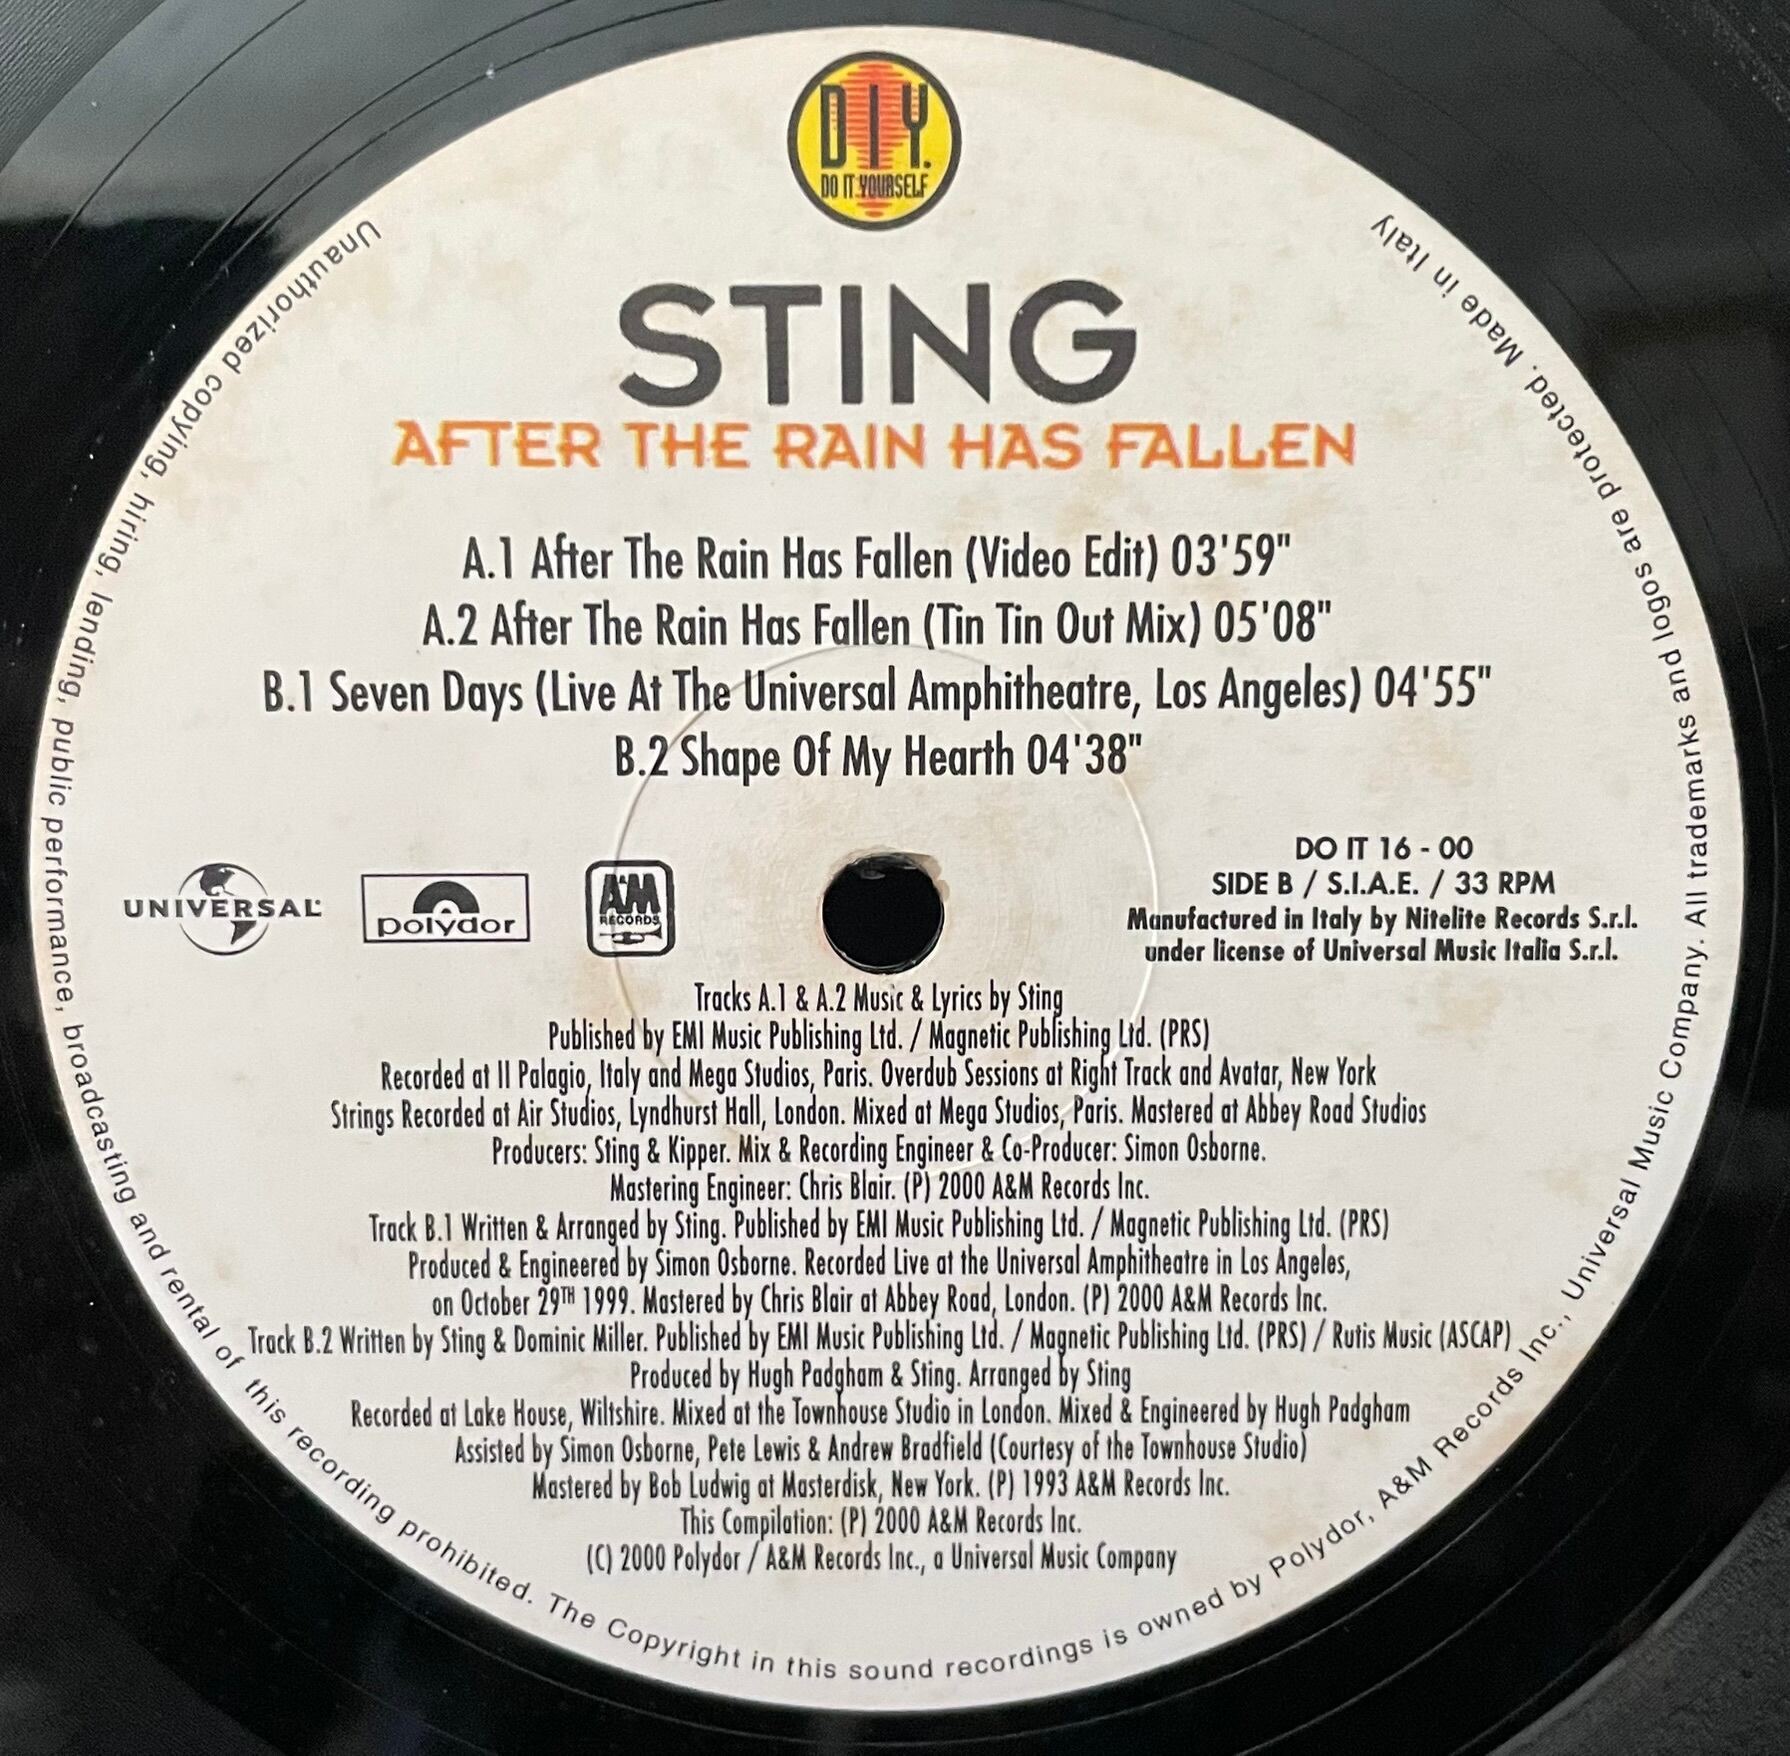 D I Y.
DO IT YOURSELF
STING
AFTER THE RAIN HAS FALLEN
A.1 After The Rain Has Fallen (Video Edit) 03'59"
A.2 After The Rain Has Fallen (Tin Tin Out Mix) 05'08"
B.1 Seven Days (Live At The Universal Amphitheatre, Los Angeles) 04'55"
B.2 Shape Of My Hearth 04'38"
UNIVERSAL
polydor
A&M
RECORDS
DO IT 16 - 00
SIDE B / S.I.A.E. / 33 RPM
Manufactured in Italy by Nitelite Records S.r.l.
under license of Universal Music Italia S.r.l.
Tracks A.1 & A.2 Music & Lyrics by Sting
Published by EMI Music Publishing Ltd. / Magnetic Publishing Ltd. (PRS)
Recorded at Il Palagio, Italy and Mega Studios, Paris. Overdub Sessions at Right Track and Avatar, New York
Strings Recorded at Air Studios, Lyndhurst Hall, London. Mixed at Mega Studios, Paris. Mastered at Abbey Road Studios
Producers: Sting & Kipper. Mix & Recording Engineer & Co-Producer: Simon Osborne.
Mastering Engineer: Chris Blair. (P) 2000 A&M Records Inc.
Track B.1 Written & Arranged by Sting. Published by EMI Music Publishing Ltd. / Magnetic Publishing Ltd. (PRS)
Produced & Engineered by Simon Osborne. Recorded Live at the Universal Amphitheatre in Los Angeles,
on October 29TH 1999. Mastered by Chris Blair at Abbey Road, London. (P) 2000 A&M Records Inc.
Track B.2 Written by Sting & Dominic Miller. Published by EMI Music Publishing Ltd. / Magnetic Publishing Ltd. (PRS) / Rutis Music (ASCAP)
Produced by Hugh Padgham & Sting. Arranged by Sting
Recorded at Lake House, Wiltshire. Mixed at the Townhouse Studio in London. Mixed & Engineered by Hugh Padgham
Assisted by Simon Osborne, Pete Lewis & Andrew Bradfield (Courtesy of the Townhouse Studio)
Mastered by Bob Ludwig at Masterdisk, New York. (P) 1993 A&M Records Inc.
This Compilation: (P) 2000 A&M Records Inc.
(C) 2000 Polydor / A&M Records Inc., a Universal Music Company
Unauthorized copying, hiring, lending, public performance, broadcasting and rental of this recording prohibited. The Copyright in this sound recordings is owned by Polydor, A&M Records Inc., Universal Music Company. All trademarks and logos are protected. Made in Italy